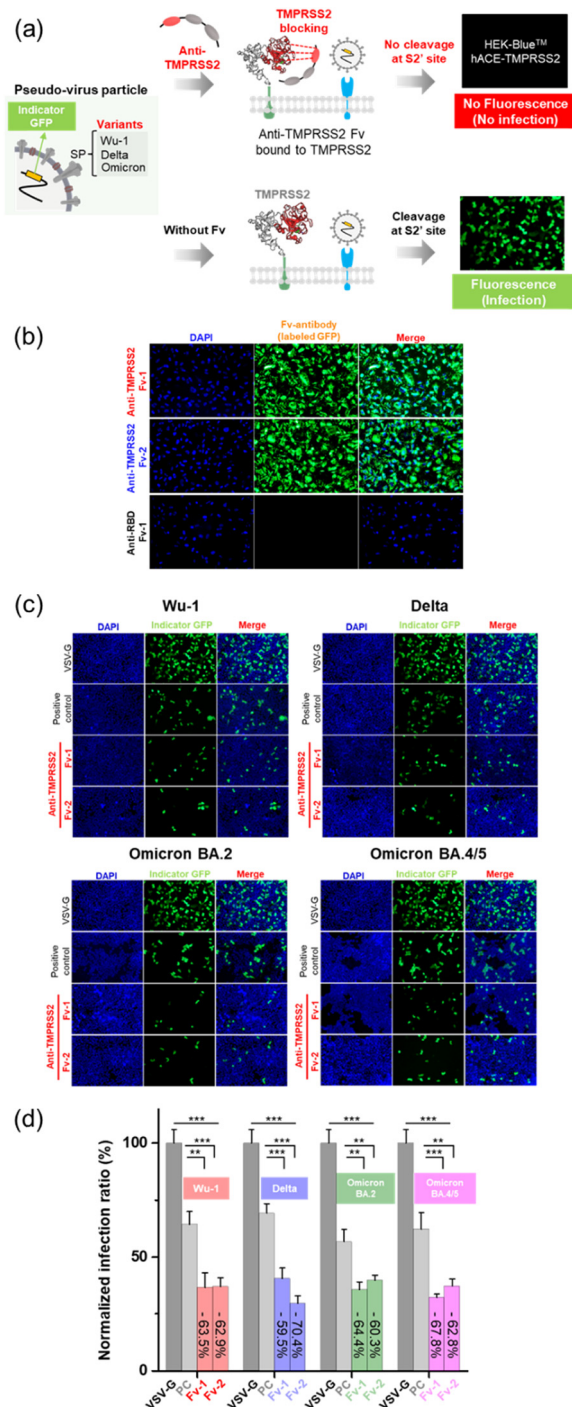 (a)
Anti-
TMPRSS2
TMPRSS2
blocking
No cleavage
at S2' site
HEK-Blue™
hACE-TMPRSS2
No Fluorescence
(No infection)
Anti-TMPRSS2 Fv
bound to TMPRSS2
Pseudo-virus particle
Indicator
GFP
Variants
SP
Wu-1
Delta
Omicron
Without Fv
TMPRSS2
Cleavage
at S2' site
Fluorescence
(Infection)
(b)
DAPI
Fv-antibody
(labeled GFP)
Merge
Anti-TMPRSS2
Fv-1
Anti-TMPRSS2
Fv-2
Anti-RBD
Fv-1
(c)
Wu-1
DAPI
Indicator GFP
Merge
VSV-G
Positive
control
Anti-TMPRSS2
Fv-1
Fv-2
Delta
DAPI
Indicator GFP
Merge
VSV-G
Positive
control
Anti-TMPRSS2
Fv-1
Fv-2
Omicron BA.2
DAPI
Indicator GFP
Merge
VSV-G
Positive
control
Anti-TMPRSS2
Fv-1
Fv-2
Omicron BA.4/5
DAPI
Indicator GFP
Merge
VSV-G
Positive
control
Anti-TMPRSS2
Fv-1
Fv-2
(d)
Normalized infection ratio (%)
100
50
0
***
***
**
Wu-1
- 63.5%
- 62.9%
VSV-G
PC
Fv-1
Fv-2
***
***
***
Delta
- 59.5%
- 70.4%
VSV-G
PC
Fv-1
Fv-2
***
**
**
Omicron
BA.2
- 64.4%
- 60.3%
VSV-G
PC
Fv-1
Fv-2
***
**
***
Omicron
BA.4/5
- 67.8%
- 62.8%
VSV-G
PC
Fv-1
Fv-2